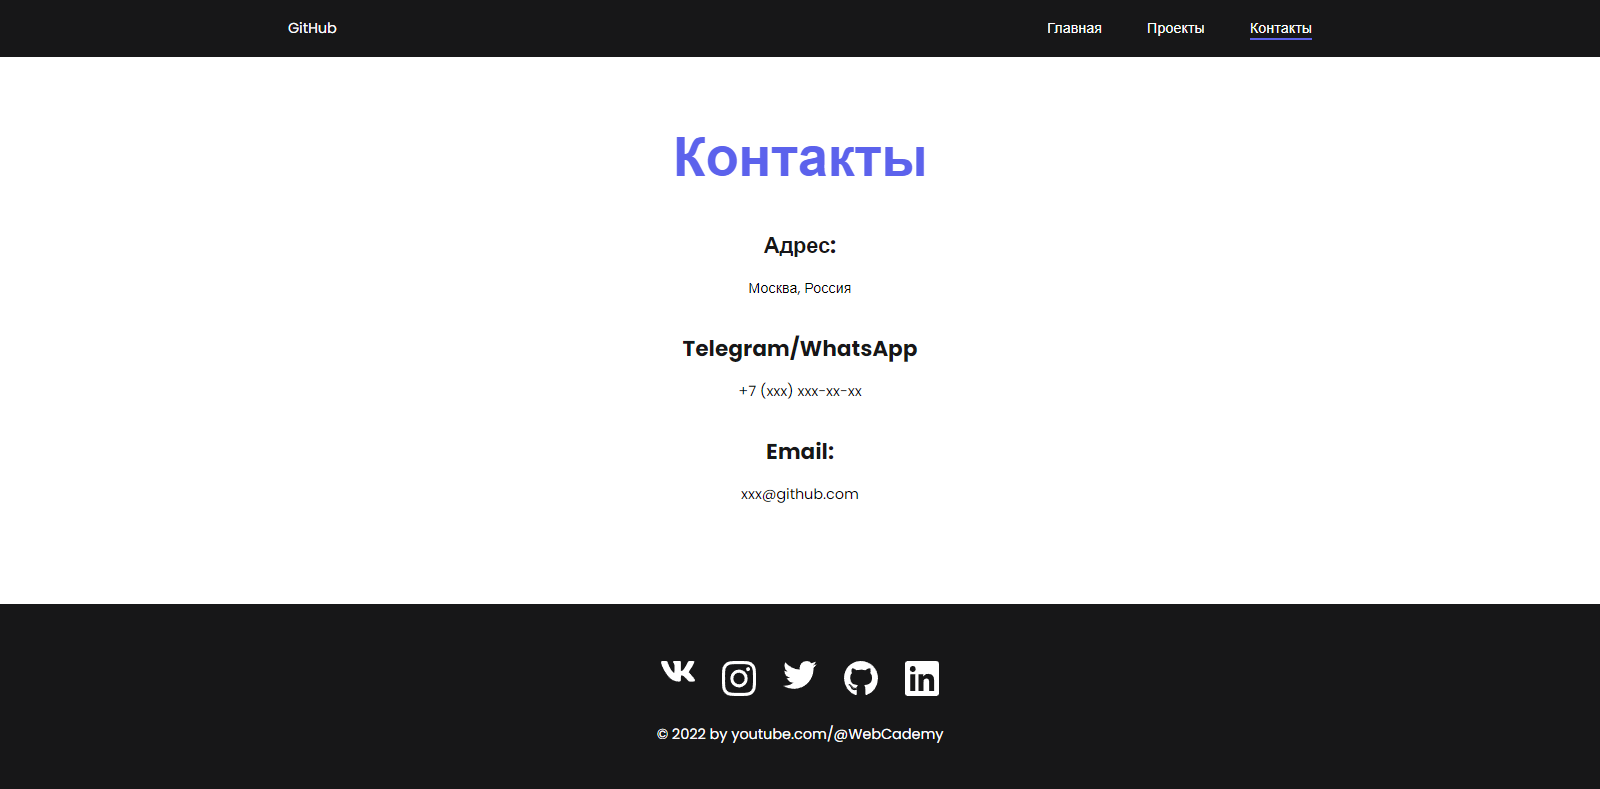 GitHub
Главная
Проекты
Контакты
Контакты
Адрес:
Москва, Россия
Telegram/WhatsApp
+7 (xxx) xxx-xx-xx
Email:
xxx@github.com
© 2022 by youtube.com/@WebCademy